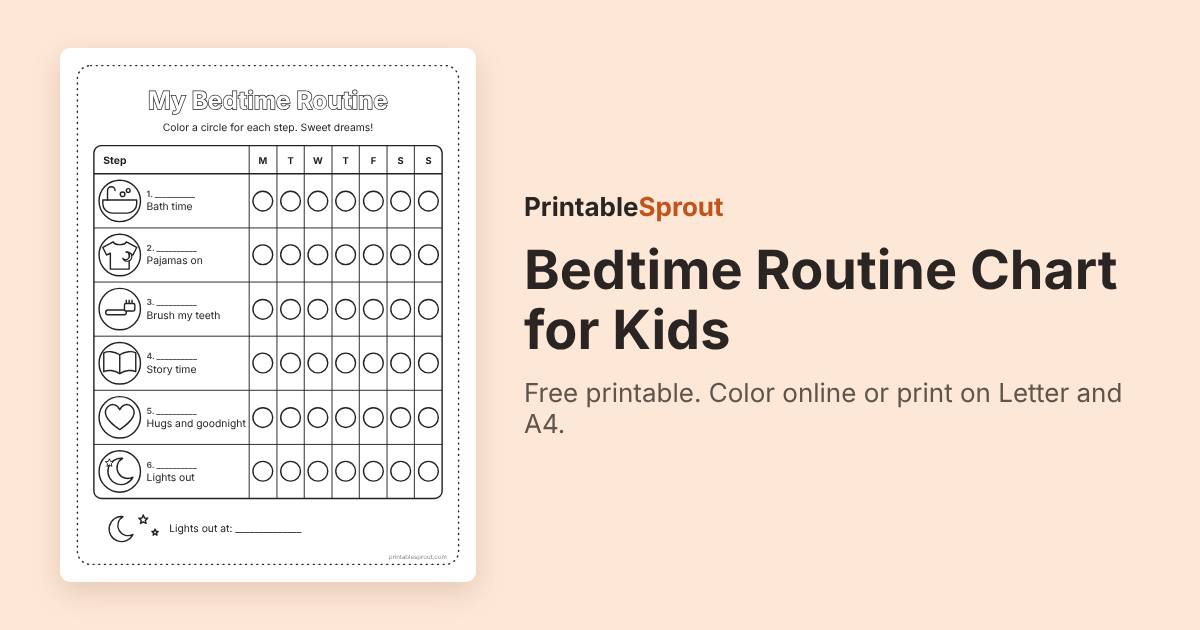 My Bedtime Routine
Color a circle for each step. Sweet dreams!
Step M T W T F S S
1. ________
Bath time
2. ________
Pajamas on
3. ________
Brush my teeth
4. ________
Story time
5. ________
Hugs and goodnight
6. ________
Lights out
Lights out at: _____________
printablesprout.com
PrintableSprout
Bedtime Routine Chart
for Kids
Free printable. Color online or print on Letter and
A4.